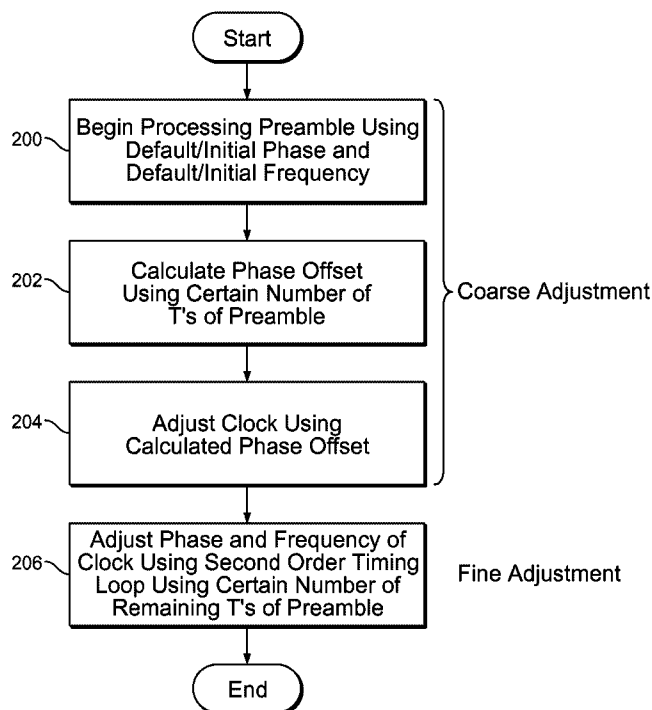 Start
200
Begin Processing Preamble Using
Default/Initial Phase and
Default/Initial Frequency
202
Calculate Phase Offset
Using Certain Number of
T's of Preamble
Coarse Adjustment
204
Adjust Clock Using
Calculated Phase Offset
206
Adjust Phase and Frequency of
Clock Using Second Order Timing
Loop Using Certain Number of
Remaining T's of Preamble
Fine Adjustment
End